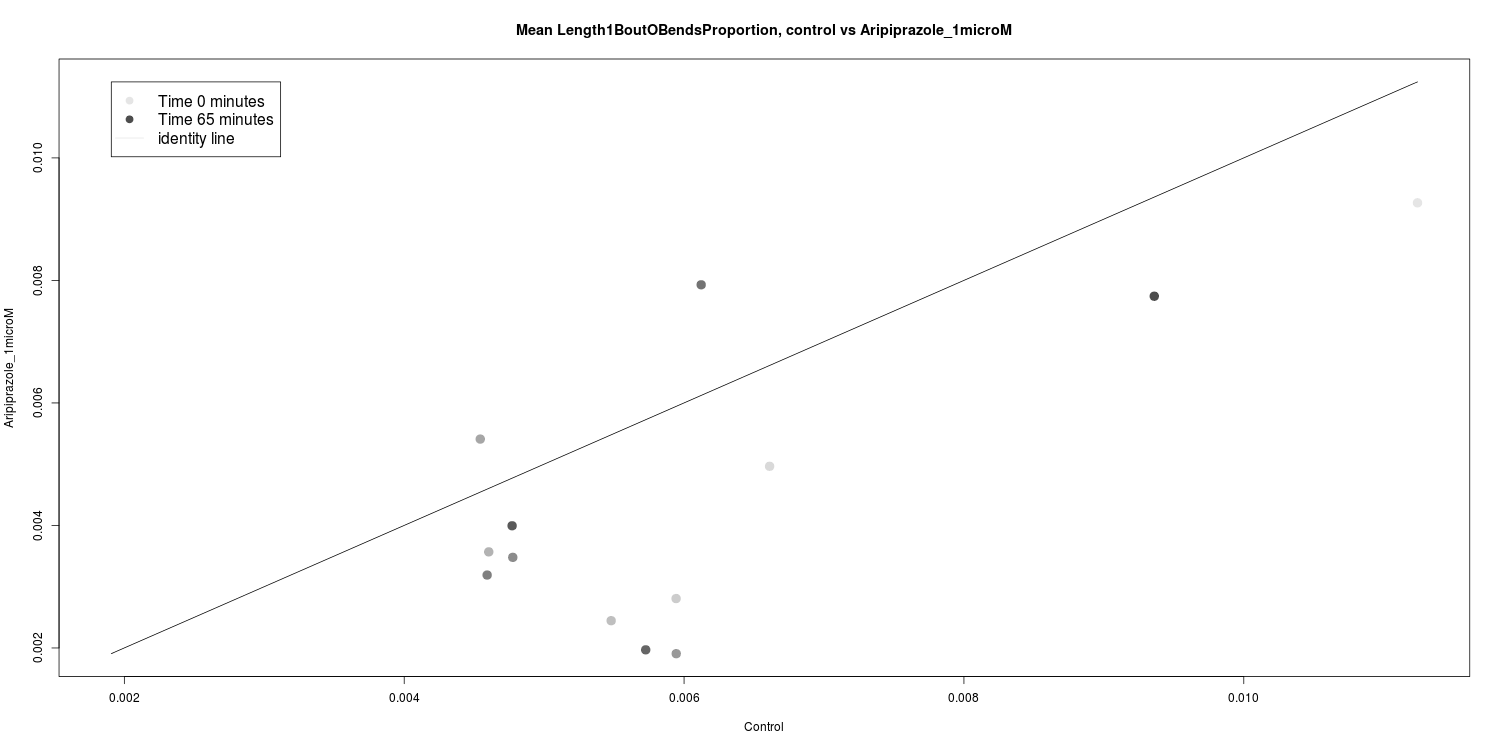 Mean Length1BoutOBendsProportion, control vs Aripiprazole_1microM
Time 0 minutes
Time 65 minutes
identity line
0.010
0.008
0.006
0.004
0.002
Aripiprazole_1microM
0.002 0.004 0.006 0.008 0.010
Control